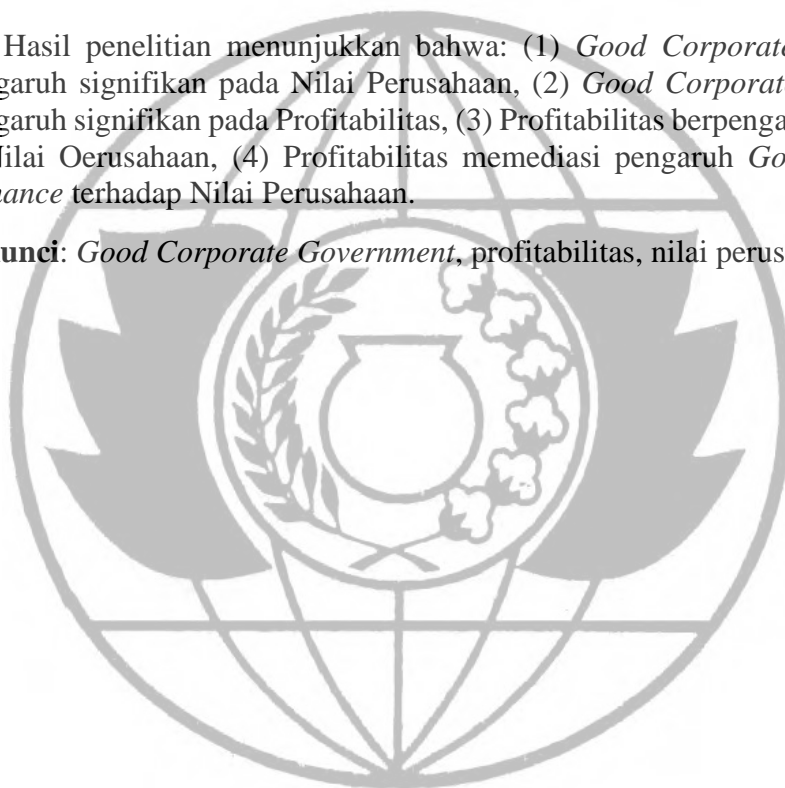 Hasil penelitian menunjukkan bahwa: (1) Good Corporate
garuh signifikan pada Nilai Perusahaan, (2) Good Corporat
garuh signifikan pada Profitabilitas, (3) Profitabilitas berpenga
Nilai Oerusahaan, (4) Profitabilitas memediasi pengaruh Go
nance terhadap Nilai Perusahaan.
unci: Good Corporate Government, profitabilitas, nilai perus